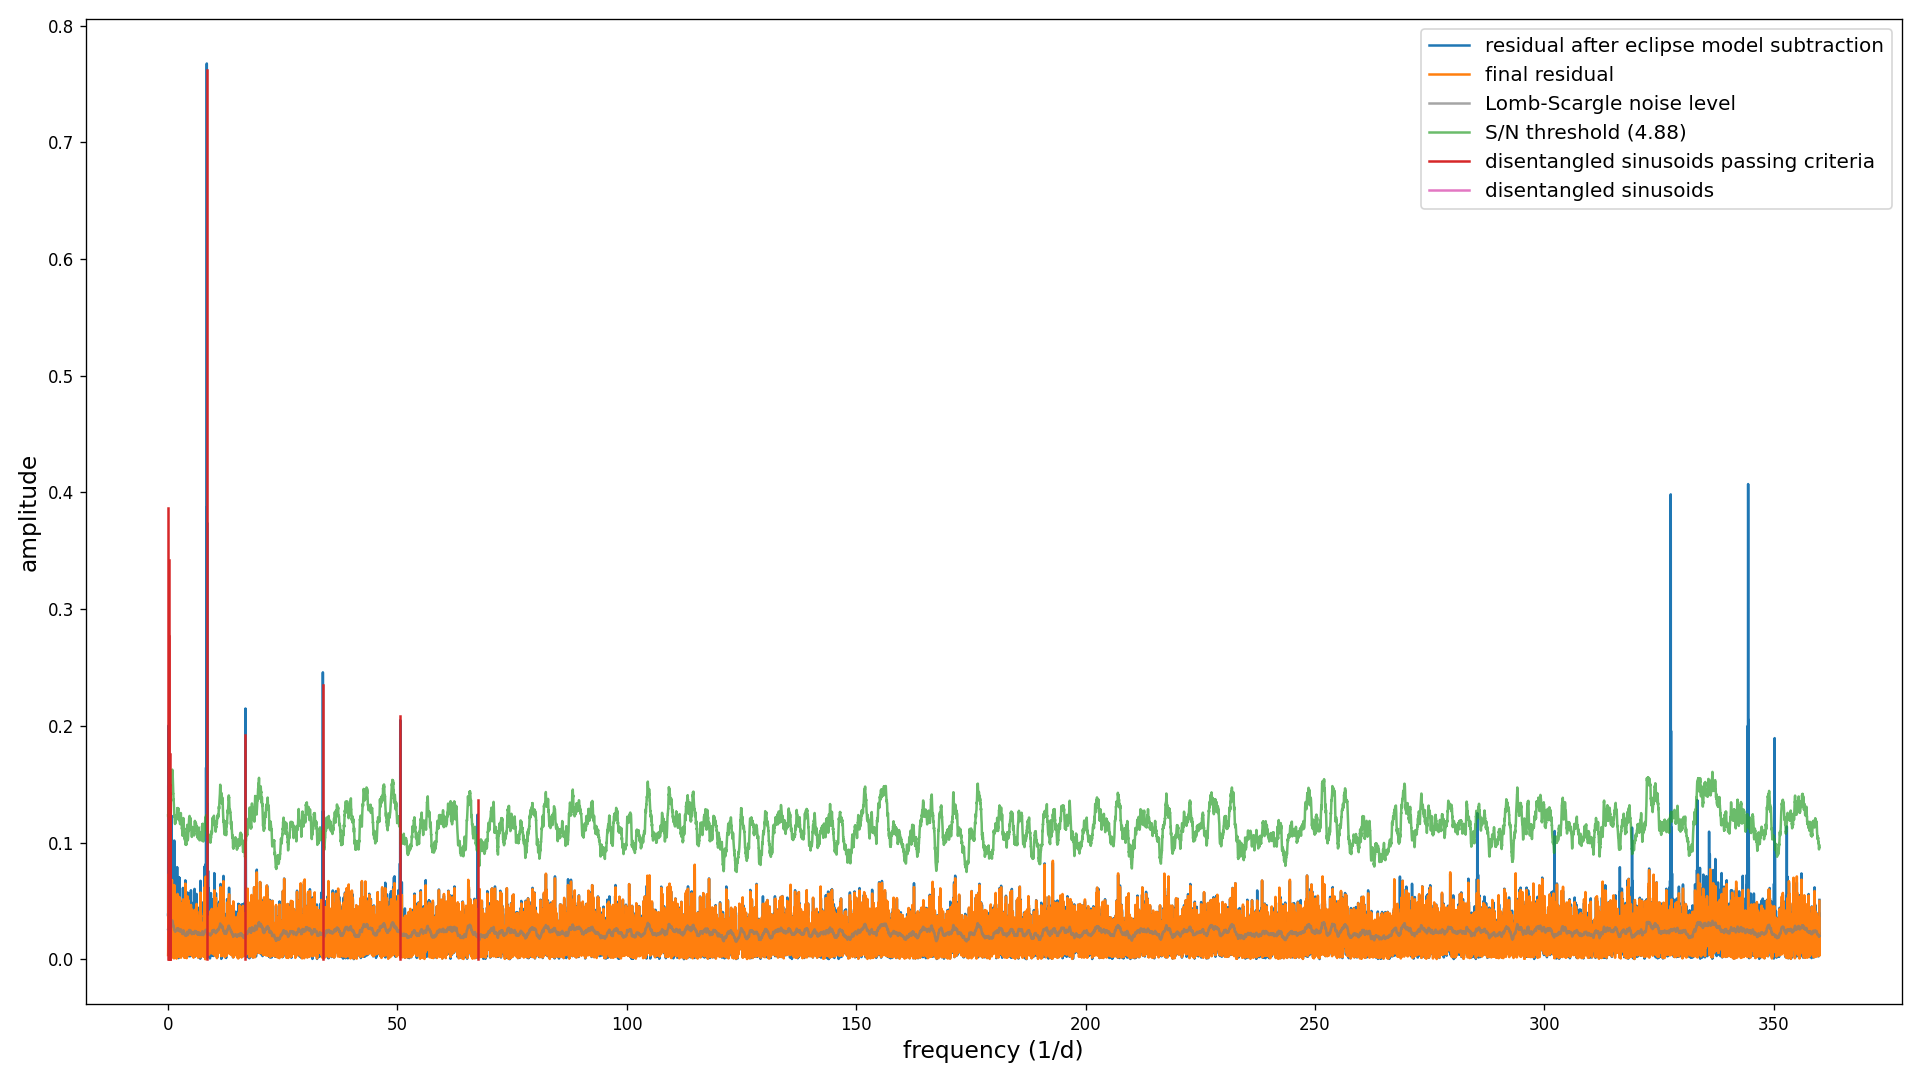 0.8
0.7
0.6
0.5
0.4
0.3
0.2
0.1
0.0
amplitude
0
50
100
150
200
250
300
350
frequency (1/d)
residual after eclipse model subtraction
final residual
Lomb-Scargle noise level
S/N threshold (4.88)
disentangled sinusoids passing criteria
disentangled sinusoids